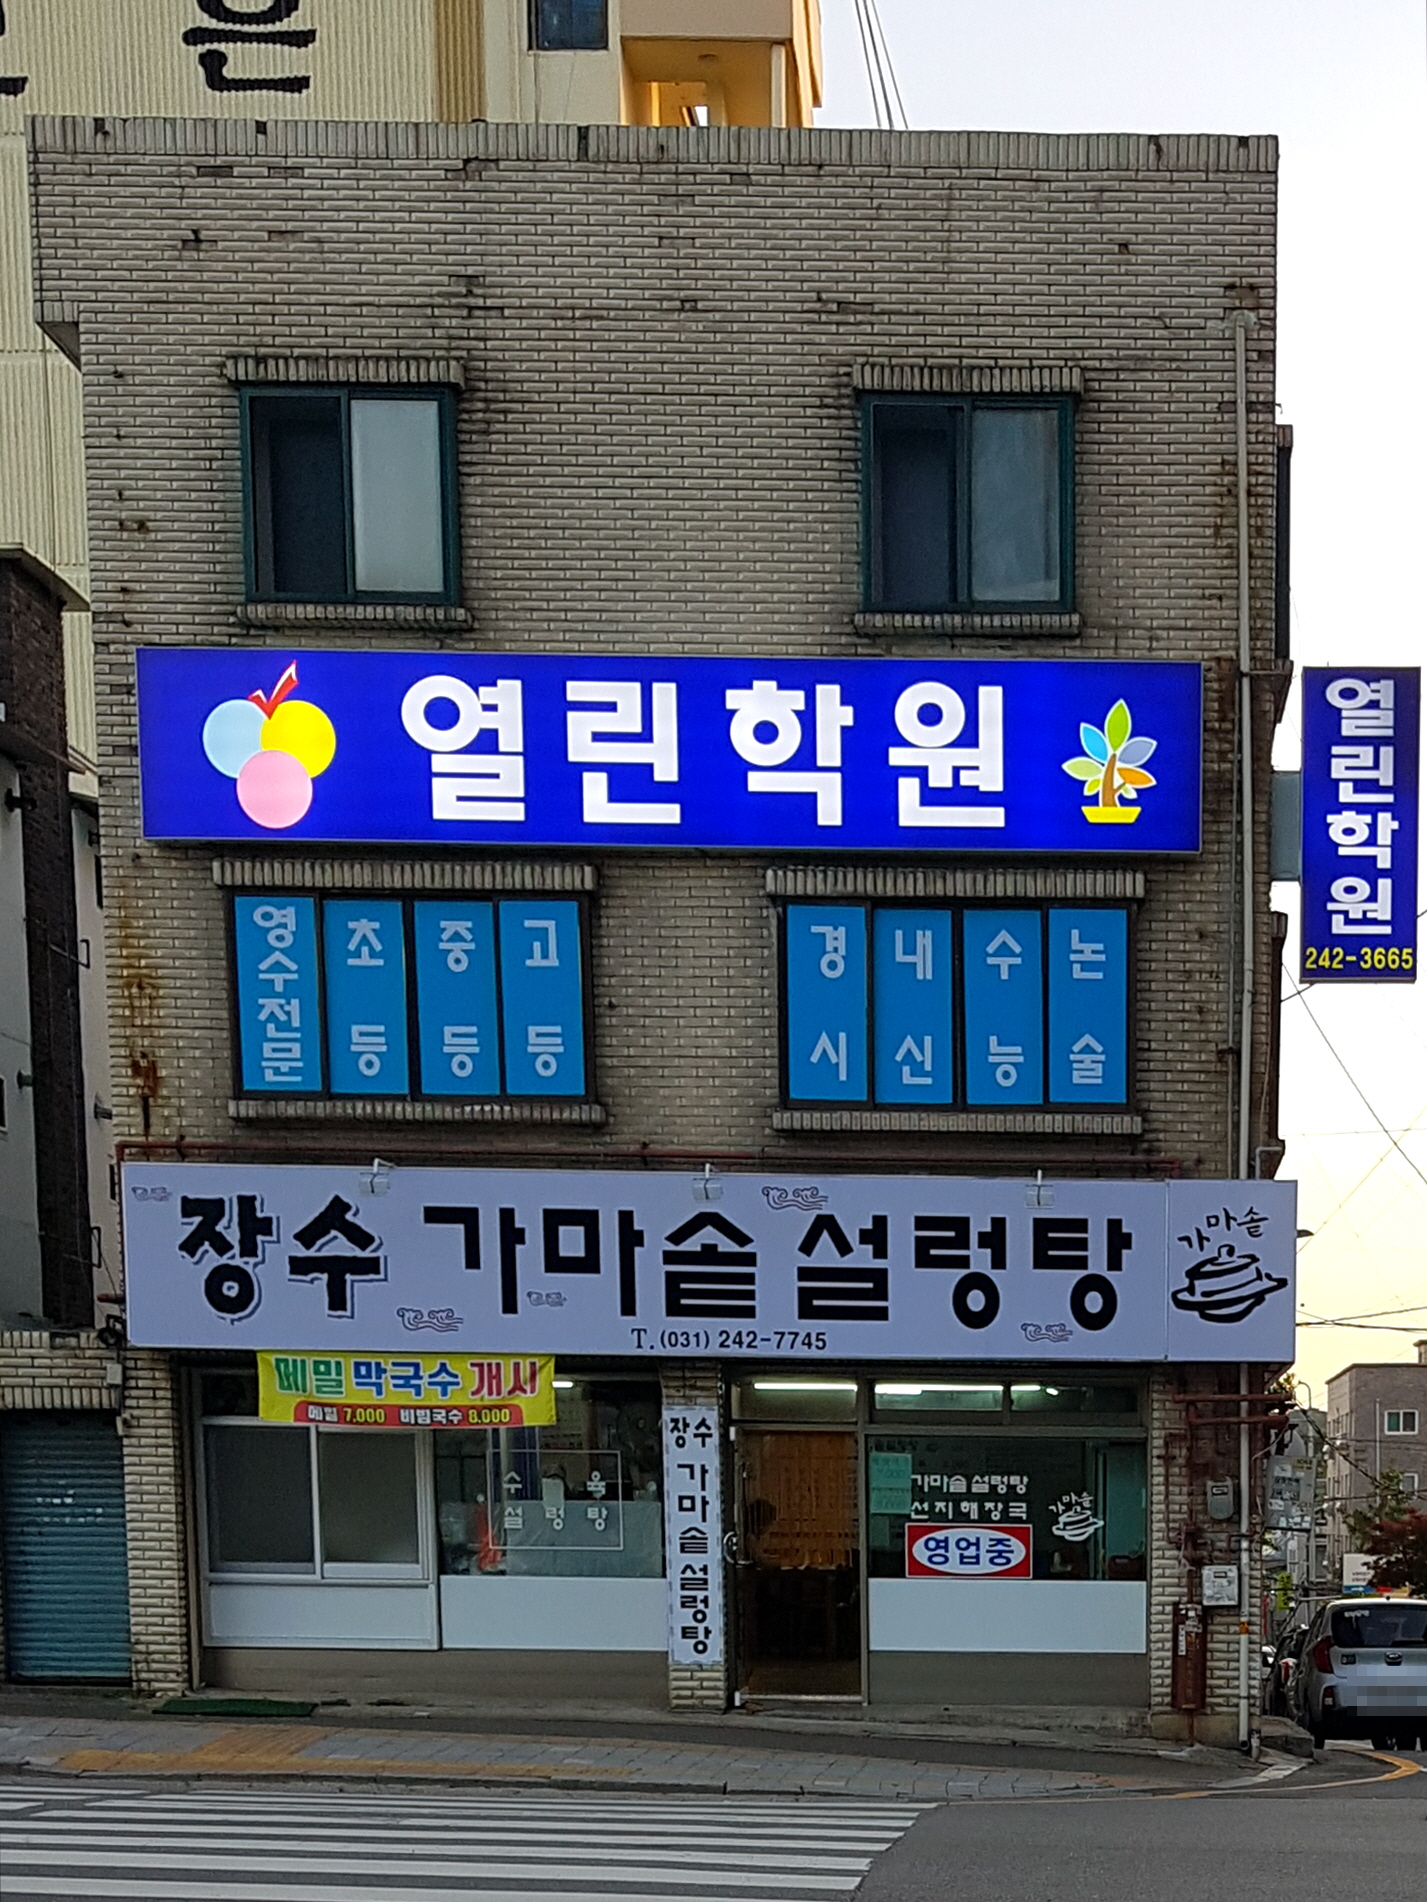 열린학원
열린학원
242-3665
영수전문
초등
중등
고등
경시
내신
수능
논술
장수 가마솥 설렁탕
T.(031) 242-7745
가마솥
메밀 막국수 개시
메밀 7,000 비빔국수 8,000
수육
설렁탕
장수 가마솥 설렁탕
가마솥 설렁탕
선지해장국
가마솥
영업중